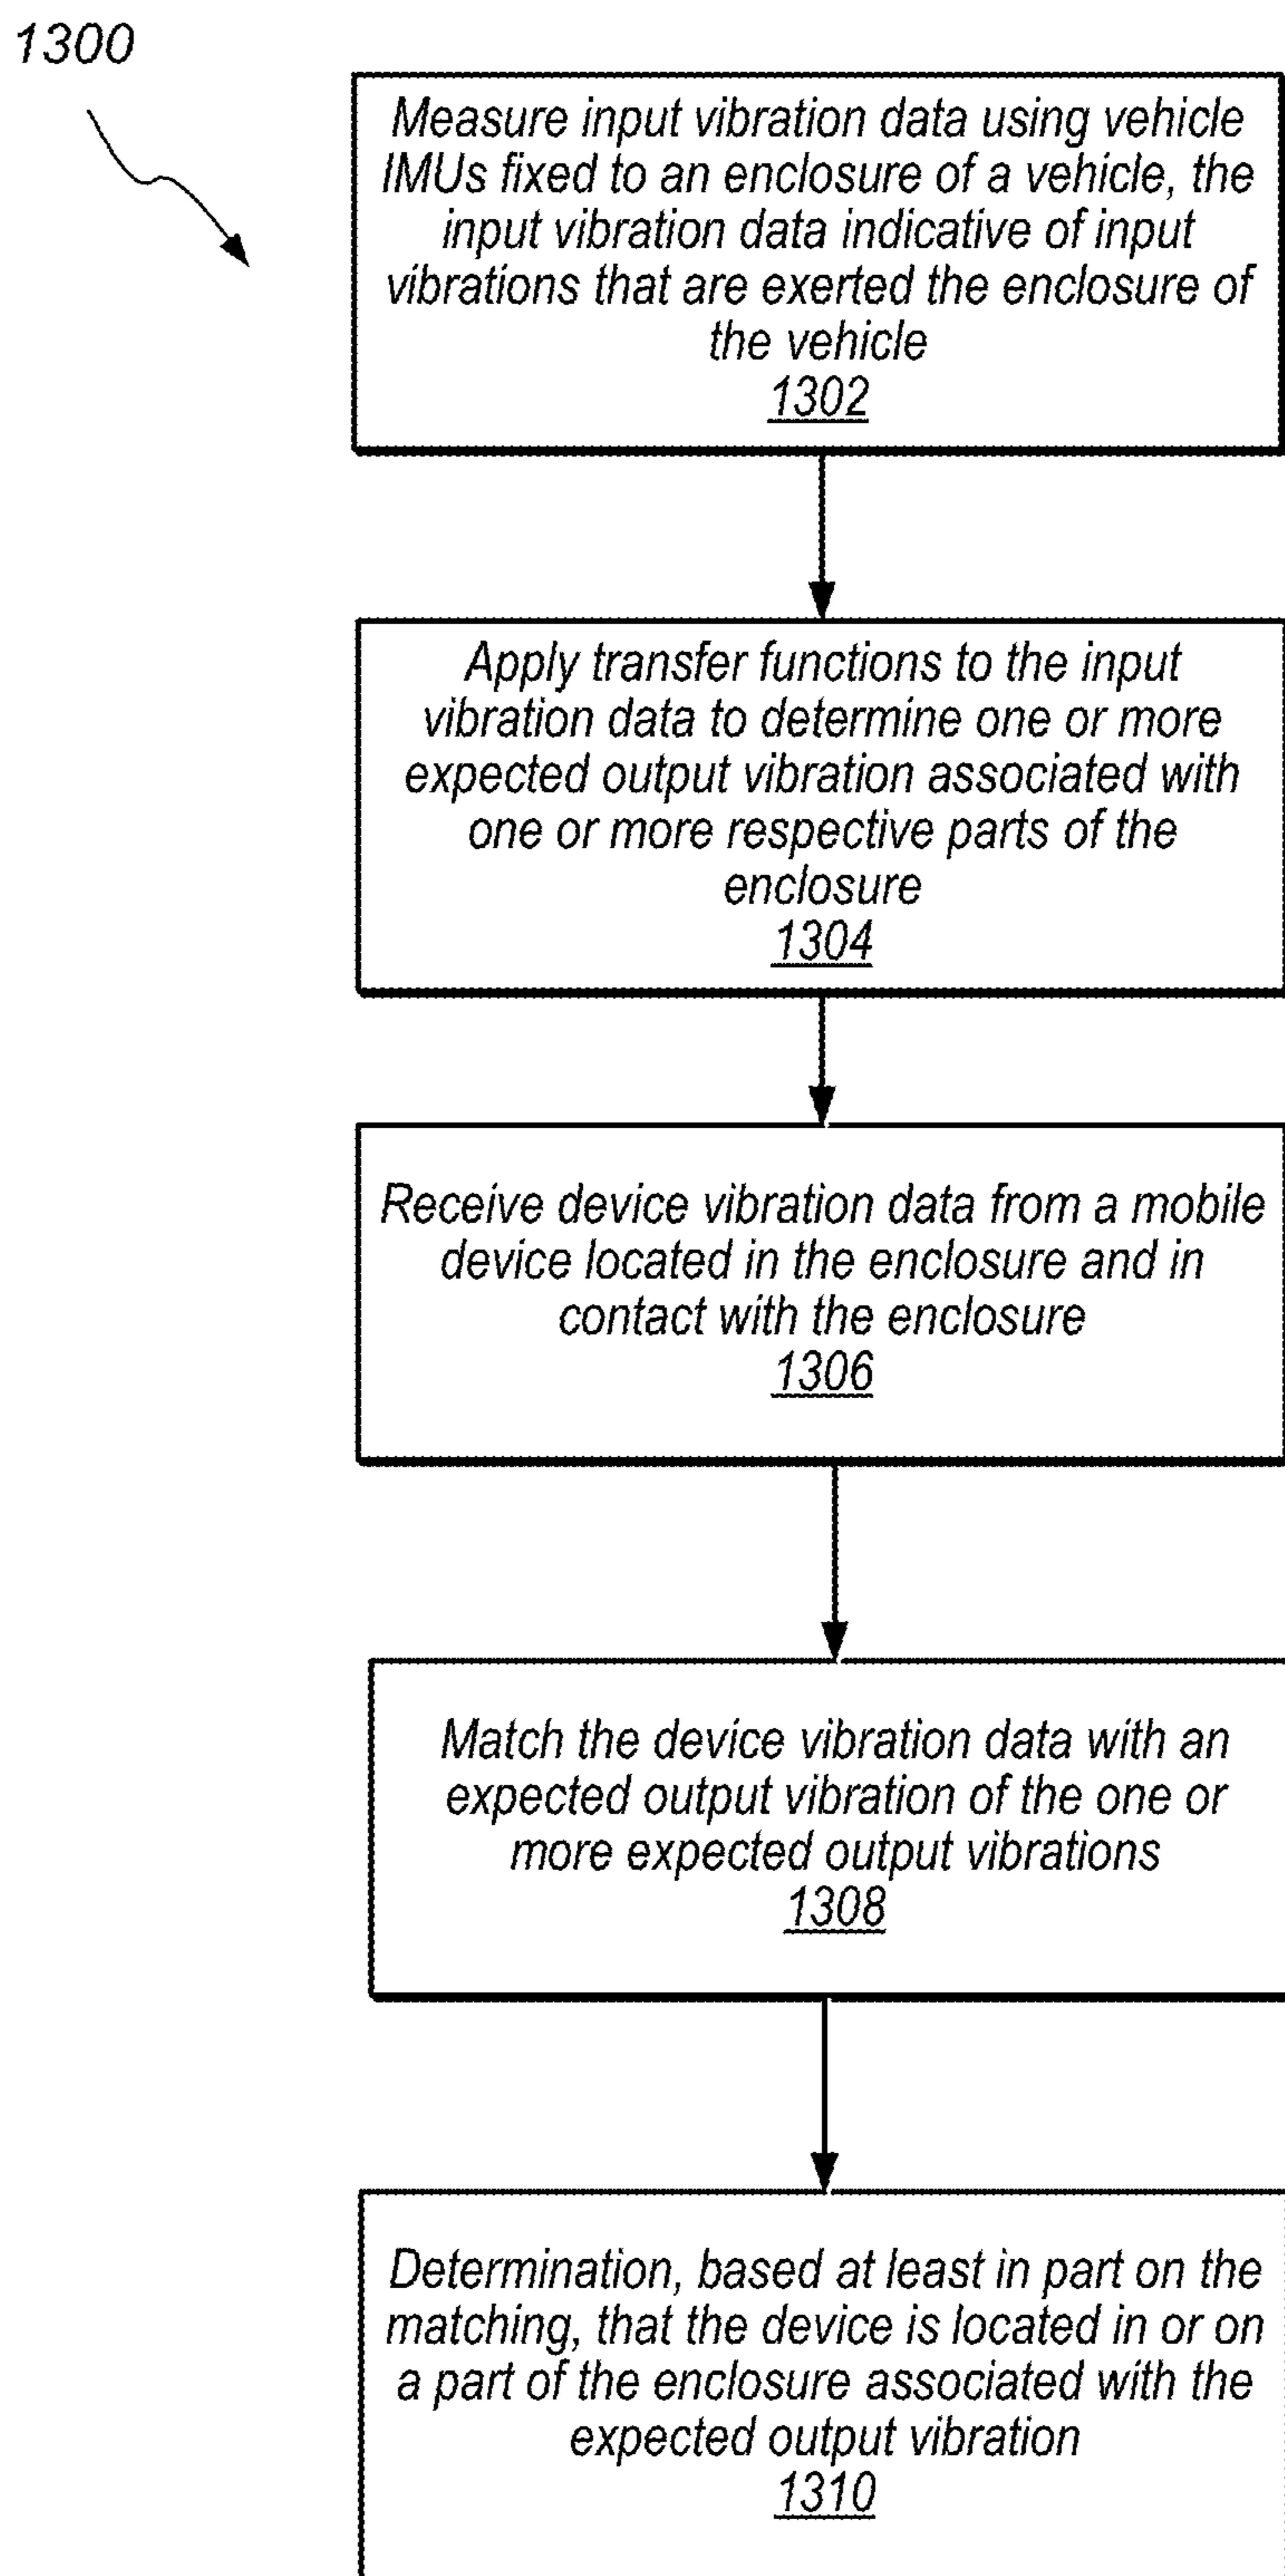 1300
Measure input vibration data using vehicle
IMUs fixed to an enclosure of a vehicle, the
input vibration data indicative of input
vibrations that are exerted the enclosure of
the vehicle
1302
Apply transfer functions to the input
vibration data to determine one or more
expected output vibration associated with
one or more respective parts of the
enclosure
1304
Receive device vibration data from a mobile
device located in the enclosure and in
contact with the enclosure
1306
Match the device vibration data with an
expected output vibration of the one or
more expected output vibrations
1308
Determination, based at least in part on the
matching, that the device is located in or on
a part of the enclosure associated with the
expected output vibration
1310